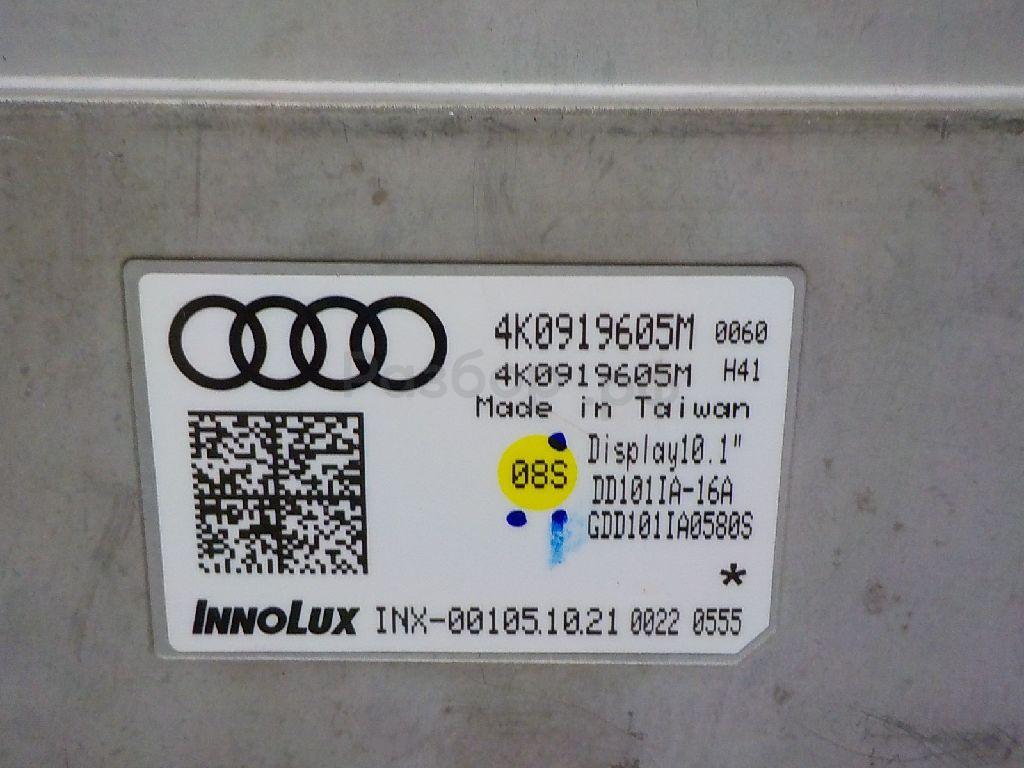 4K0919605M 0060
4K0919605M H41
Made in Taiwan
Display10.1"
08S
DD101IA-16A
GDD101IA0580S
*
INNOLUX INX-00105.10.21 0022 0555